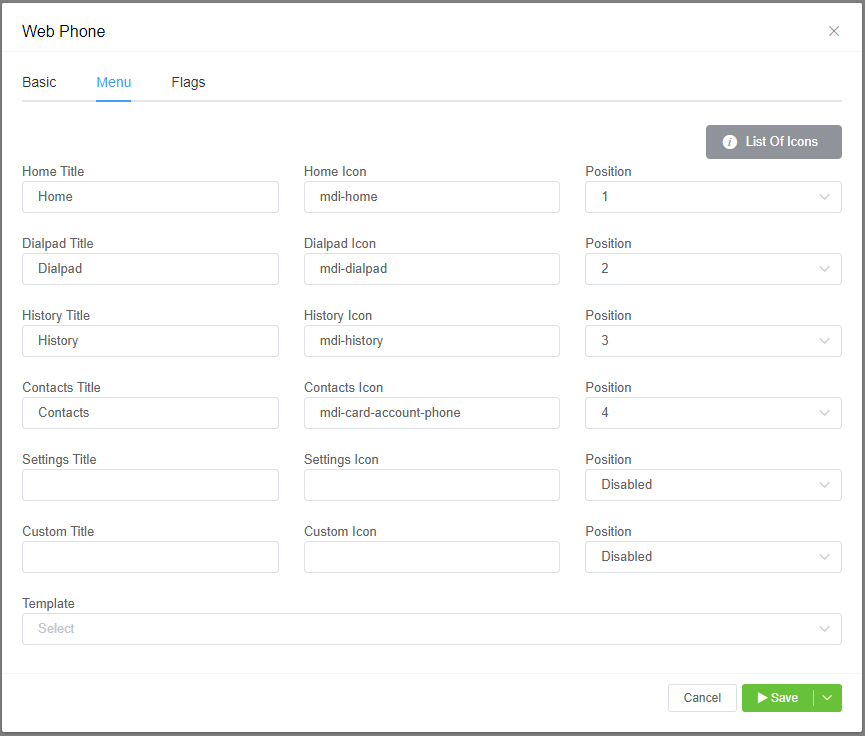 Web Phone
Basic Menu Flags
List Of Icons
Home Title Home Icon Position
Home mdi-home 1
Dialpad Title Dialpad Icon Position
Dialpad mdi-dialpad 2
History Title History Icon Position
History mdi-history 3
Contacts Title Contacts Icon Position
Contacts mdi-card-account-phone 4
Settings Title Settings Icon Position
Disabled
Custom Title Custom Icon Position
Disabled
Template
Select
Cancel Save